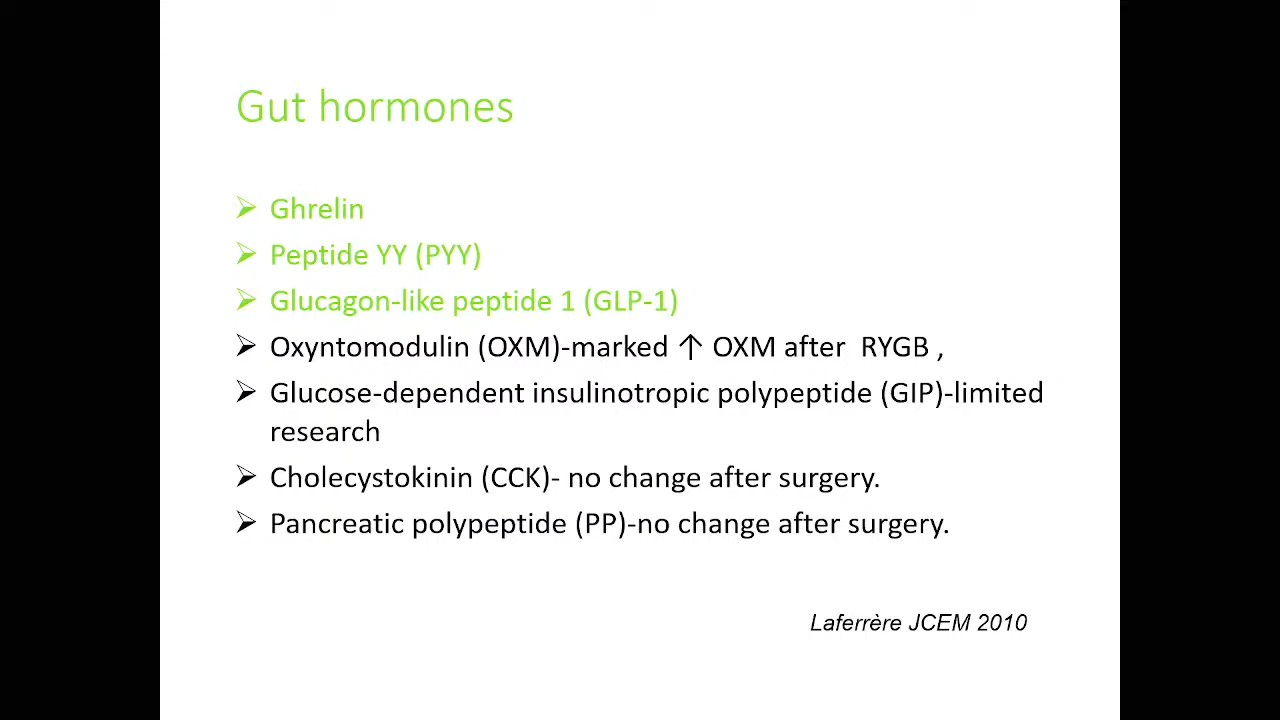 Gut hormones
➢ Ghrelin
➢ Peptide YY (PYY)
➢ Glucagon-like peptide 1 (GLP-1)
➢ Oxyntomodulin (OXM)-marked ↑ OXM after  RYGB ,
➢ Glucose-dependent insulinotropic polypeptide (GIP)-limited
research
➢ Cholecystokinin (CCK)- no change after surgery.
➢ Pancreatic polypeptide (PP)-no change after surgery.
Laferrère JCEM 2010